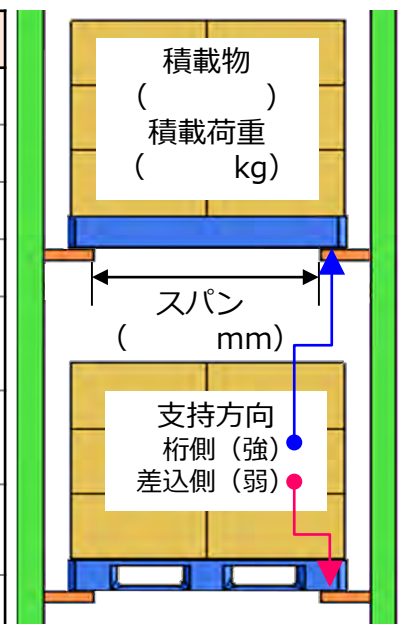 積載物
(　　　　)
積載荷重
(　　　kg)
スパン
(　　　mm)
支持方向
桁側（強）
差込側（弱）